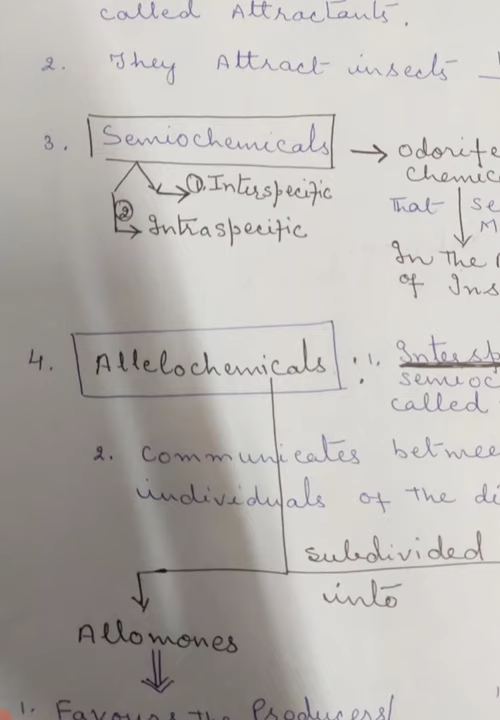 called Attractants.
2. They Attract insects
3. Semiochemicals → Odorife
chemic
① Interspecific
That se
② Intraspecific
M
In The
of Ins
4. Allelochemicals : 1. Intersp
semioc
called
2. communicates betwee
individuals of the di
subdivided
into
Allomones
1. Favours the Producers